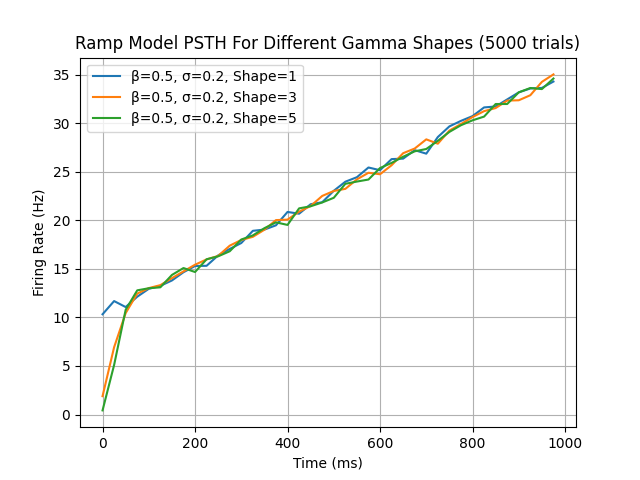 Ramp Model PSTH For Different Gamma Shapes (5000 trials)
β=0.5, σ=0.2, Shape=1
β=0.5, σ=0.2, Shape=3
β=0.5, σ=0.2, Shape=5
35
30
25
20
15
10
5
0
Firing Rate (Hz)
0 200 400 600 800 1000
Time (ms)